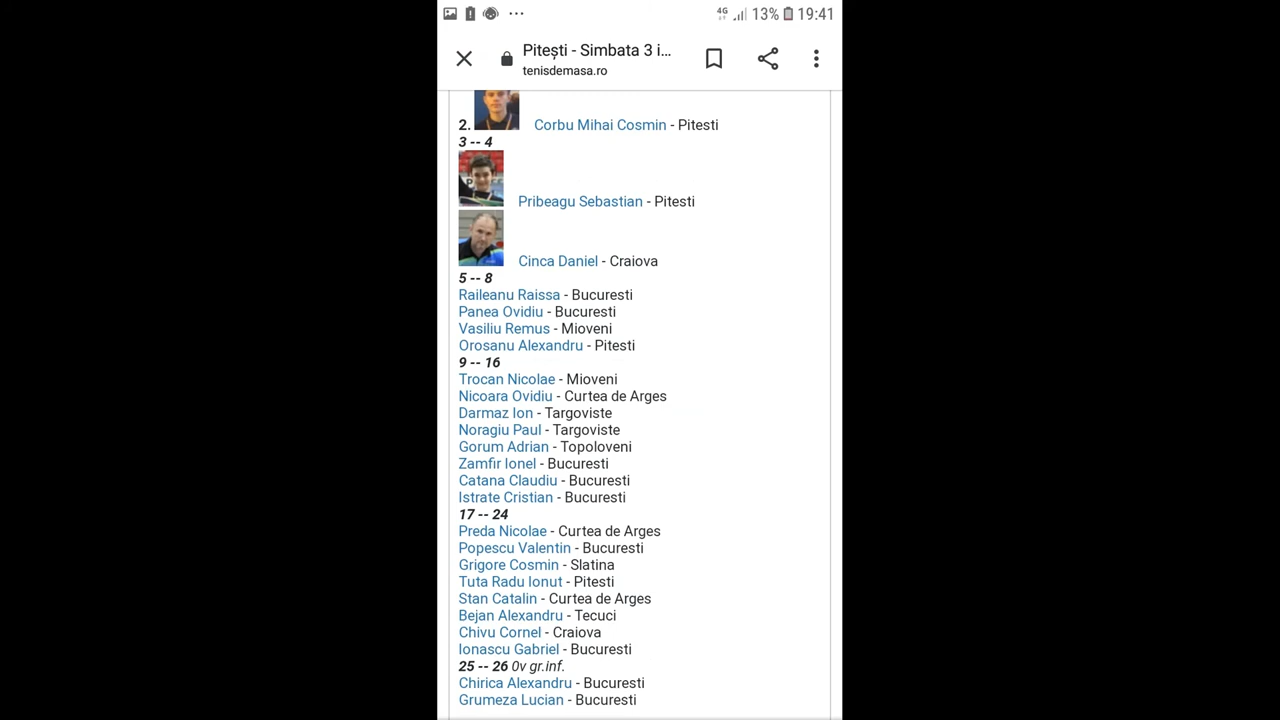 4G 13% 19:41
Pitești - Simbata 3 i...
tenisdemasa.ro
2. Corbu Mihai Cosmin - Pitesti
3 -- 4
Pribeagu Sebastian - Pitesti
Cinca Daniel - Craiova
5 -- 8
Raileanu Raissa - Bucuresti
Panea Ovidiu - Bucuresti
Vasiliu Remus - Mioveni
Orosanu Alexandru - Pitesti
9 -- 16
Trocan Nicolae - Mioveni
Nicoara Ovidiu - Curtea de Arges
Darmaz Ion - Targoviste
Noragiu Paul - Targoviste
Gorum Adrian - Topoloveni
Zamfir Ionel - Bucuresti
Catana Claudiu - Bucuresti
Istrate Cristian - Bucuresti
17 -- 24
Preda Nicolae - Curtea de Arges
Popescu Valentin - Bucuresti
Grigore Cosmin - Slatina
Tuta Radu Ionut - Pitesti
Stan Catalin - Curtea de Arges
Bejan Alexandru - Tecuci
Chivu Cornel - Craiova
Ionascu Gabriel - Bucuresti
25 -- 26 0v gr.inf.
Chirica Alexandru - Bucuresti
Grumeza Lucian - Bucuresti